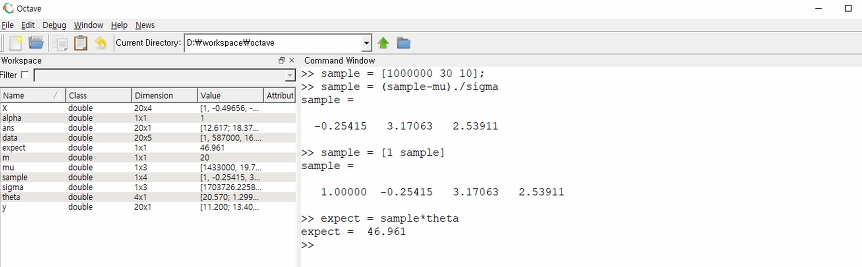 Octave
File Edit Debug Window Help News
Current Directory: D:₩workspace₩octave
Workspace
Filter
Name Class Dimension Value Attribut
X double 20x4 [1, -0.49656, -...
alpha double 1x1 1
ans double 20x1 [12.617; 18.37...
data double 20x5 [1, 587000, 16....
expect double 1x1 46.961
m double 1x1 20
mu double 1x3 [1433000, 19.7...
sample double 1x4 [1, -0.25415, 3....
sigma double 1x3 [1703726.2258...
theta double 4x1 [20.570; 1.299...
y double 20x1 [11.200; 13.40...
Command Window
>> sample = [1000000 30 10];
>> sample = (sample-mu)./sigma
sample =
-0.25415 3.17063 2.53911
>> sample = [1 sample]
sample =
1.00000 -0.25415 3.17063 2.53911
>> expect = sample*theta
expect = 46.961
>>